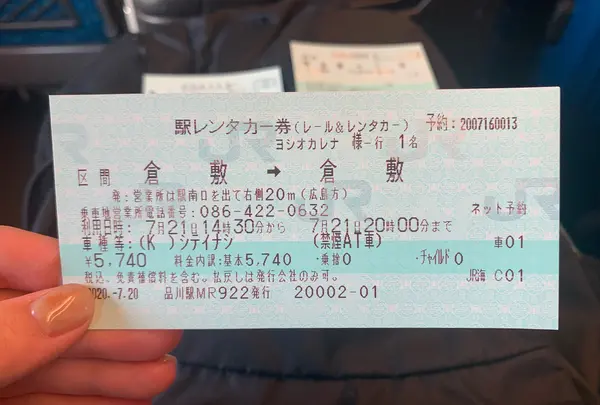 駅レンタカー券(レール&レンタカー) 予約:2007160013
ヨシオカレナ 様一行 1名
区間 倉敷 → 倉敷
発:営業所は駅南口を出て右側20m(広島方)
乗車地営業所電話番号:086-422-0632 ネット予約
利用日時: 7月21日14時30分から 7月21日20時00分まで
車種等:(K )シテイナシ (禁煙AT車) 車01
¥5,740 料金内訳:基本5,740 ・乗捨0 ・チャイルド0
税込、免責補償料を含む。払戻しは発行会社のみ可。 JR海 C01
2020.-7.20 品川駅MR922発行 20002-01